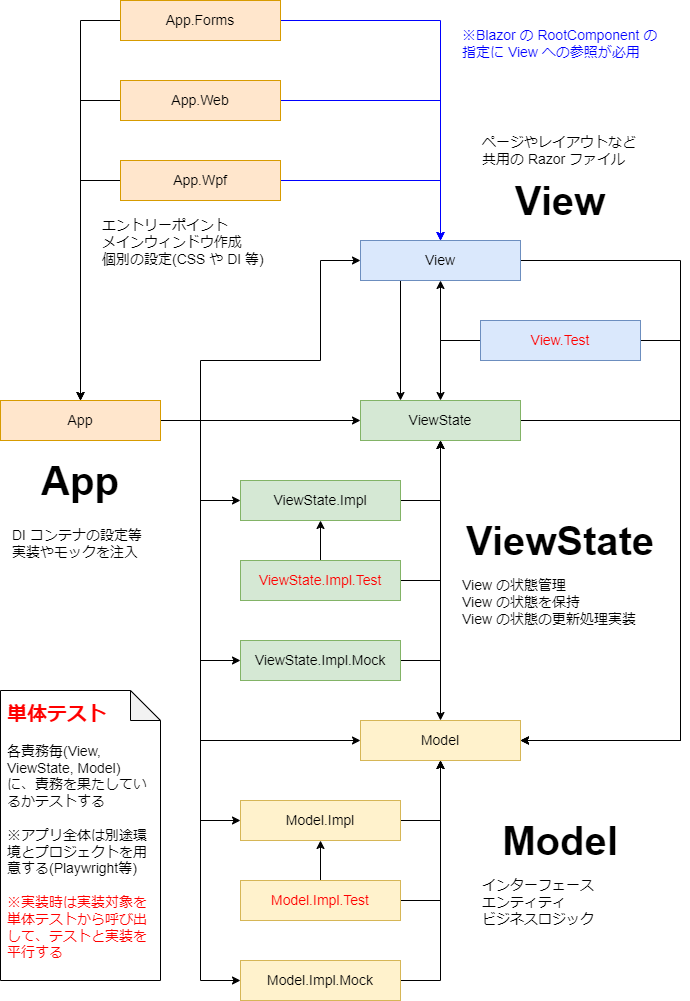 App.Forms
※Blazor の RootComponent の
指定に View への参照が必用
App.Web
ページやレイアウトなど
共用の Razor ファイル
App.Wpf
View
エントリーポイント
メインウィンドウ作成
個別の設定(CSS や DI 等)
View
View.Test
App
ViewState
App
ViewState.Impl
DI コンテナの設定等
実装やモックを注入
ViewState
ViewState.Impl.Test
View の状態管理
View の状態を保持
View の状態の更新処理実装
ViewState.Impl.Mock
単体テスト
各責務毎(View,
ViewState, Model)
に、責務を果たしてい
るかテストする
※アプリ全体は別途環
境とプロジェクトを用
意する(Playwright等)
※実装時は実装対象を
単体テストから呼び出
して、テストと実装を
平行する
Model
Model.Impl
Model
インターフェース
エンティティ
ビジネスロジック
Model.Impl.Test
Model.Impl.Mock